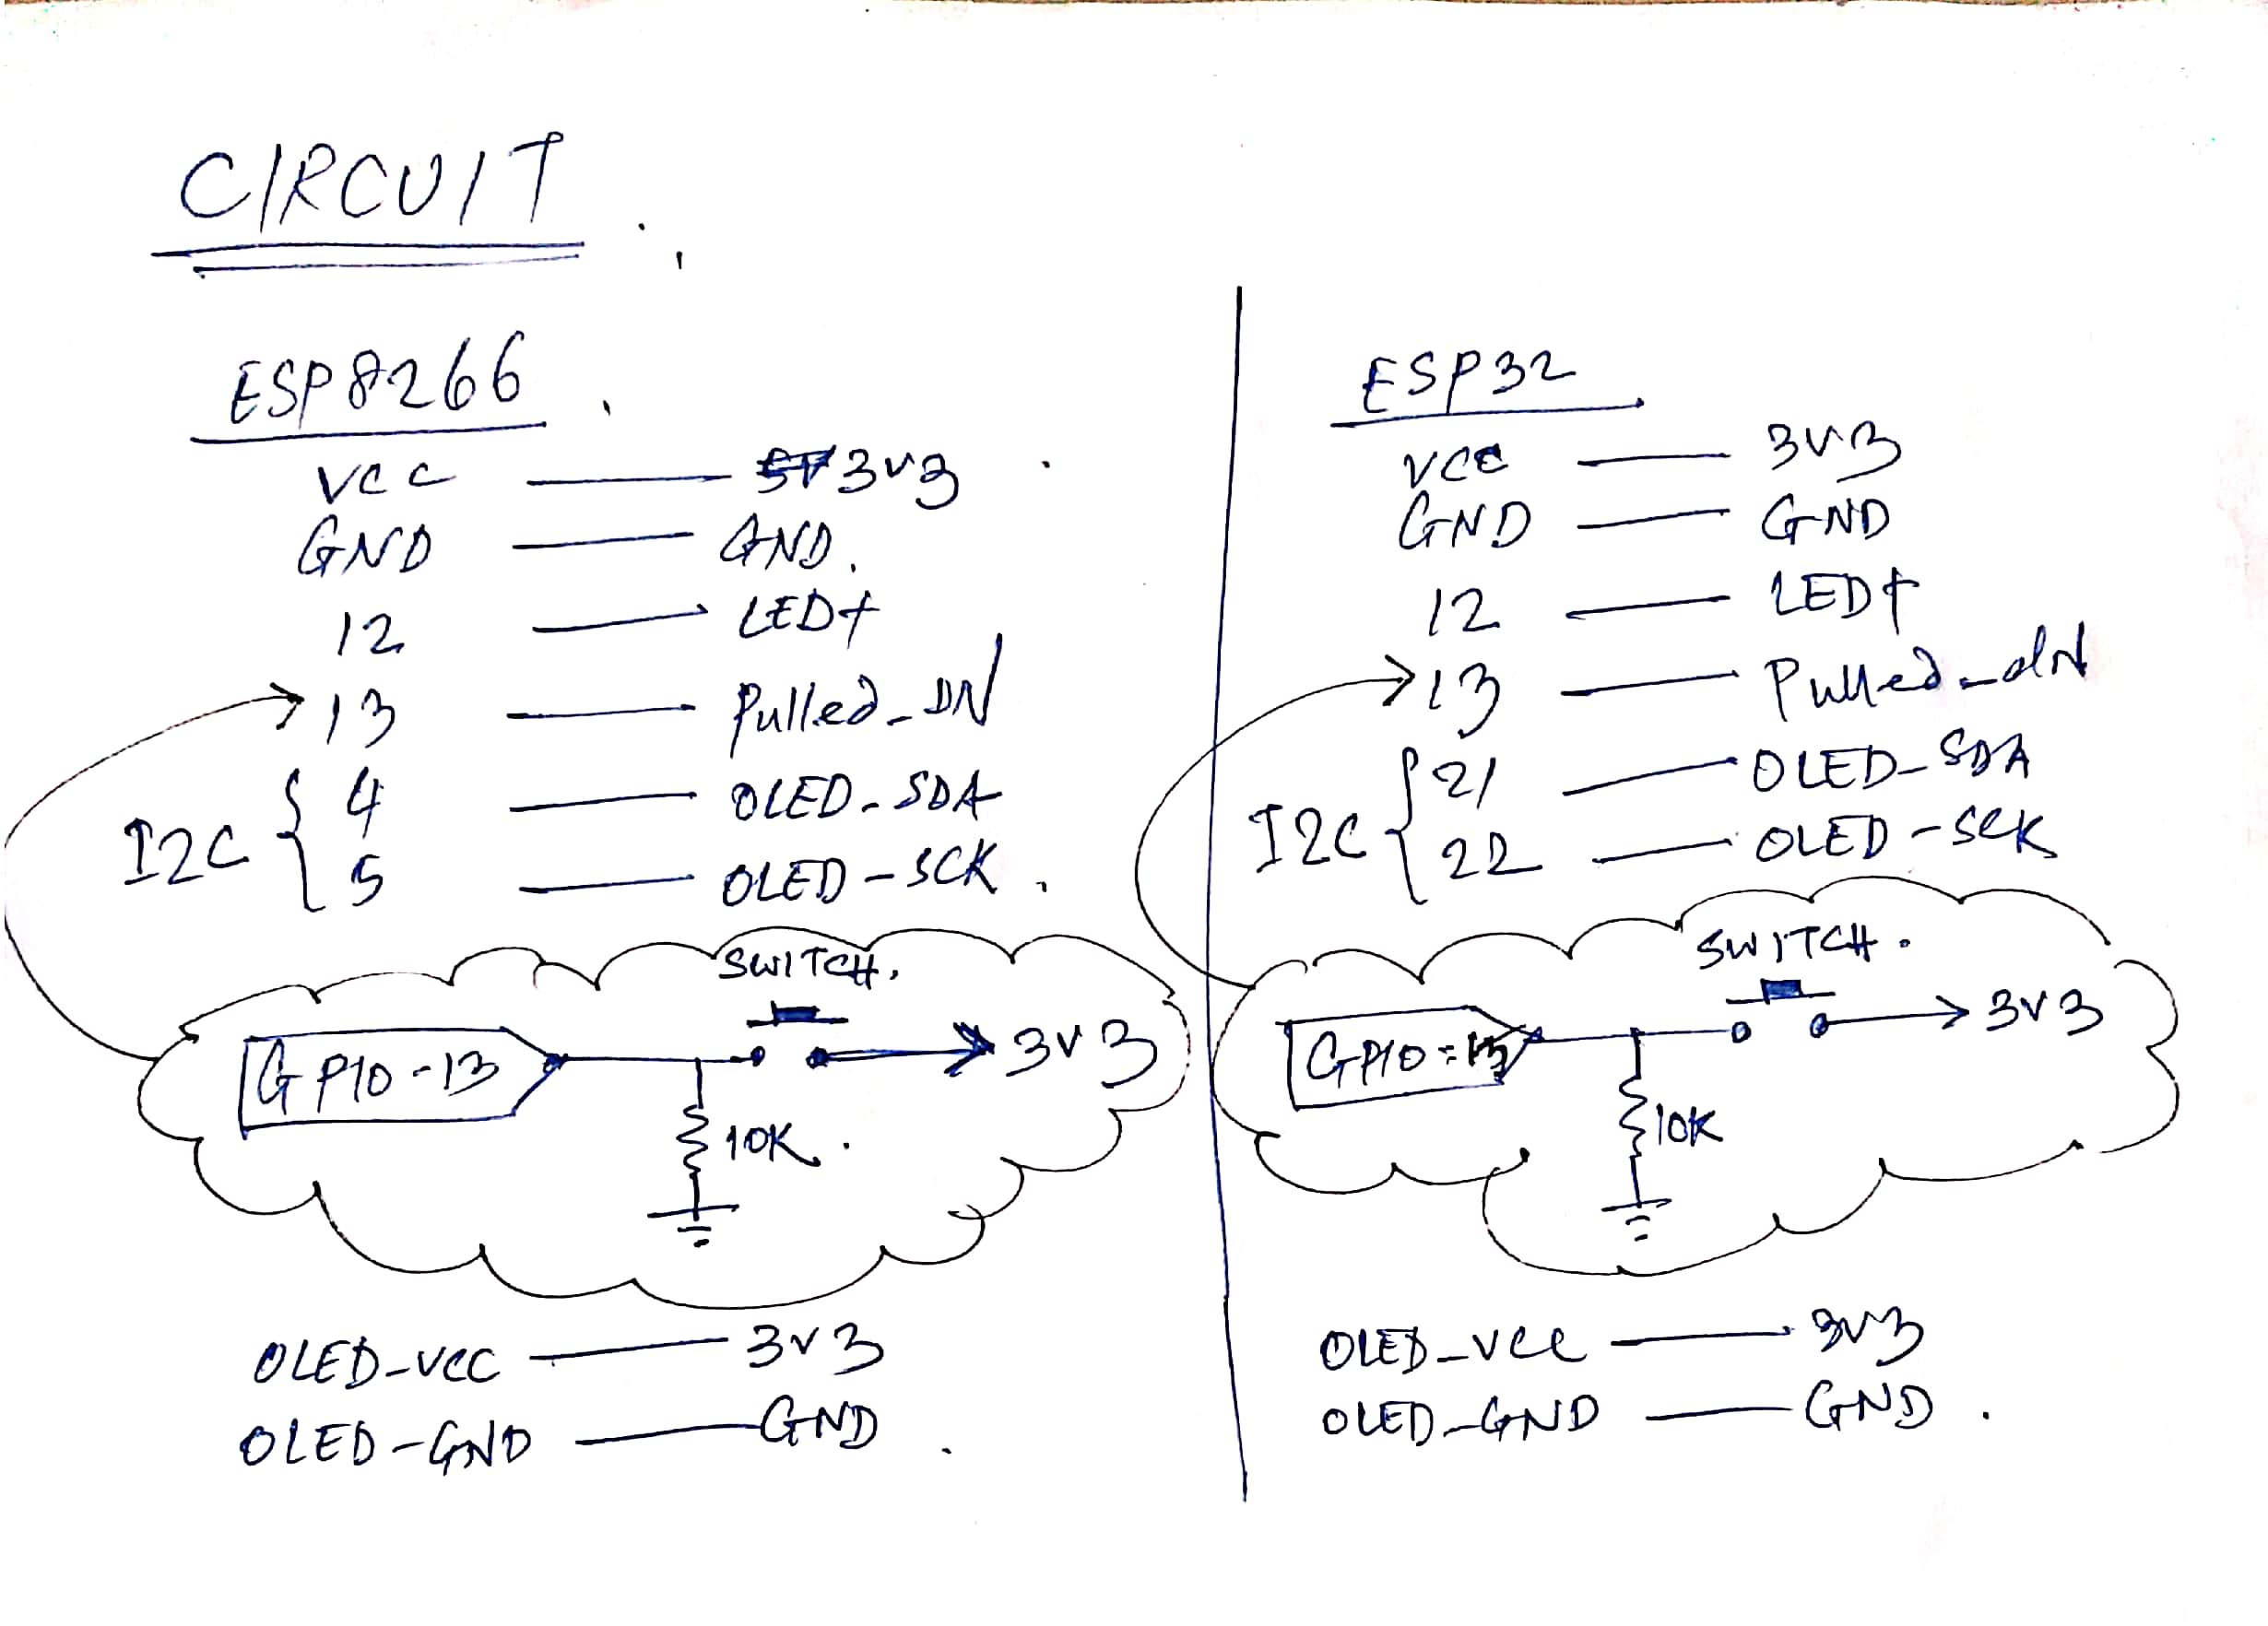 CIRCUIT
ESP8266
VCC — 3V3
GND — GND.
12 — LED+
13 — Pulled_DN
I2C { 4 — OLED-SDA
5 — OLED-SCK.
SWITCH.
GPIO-13
3V3
10K.
OLED-VCC — 3V3
OLED-GND — GND.
ESP32
VCC — 3V3
GND — GND
12 — LED+
13 — Pulled_dN
I2C { 21 — OLED-SDA
22 — OLED-SCK
SWITCH.
GPIO-13
3V3
10K
OLED_VCC — 3V3
OLED_GND — GND.